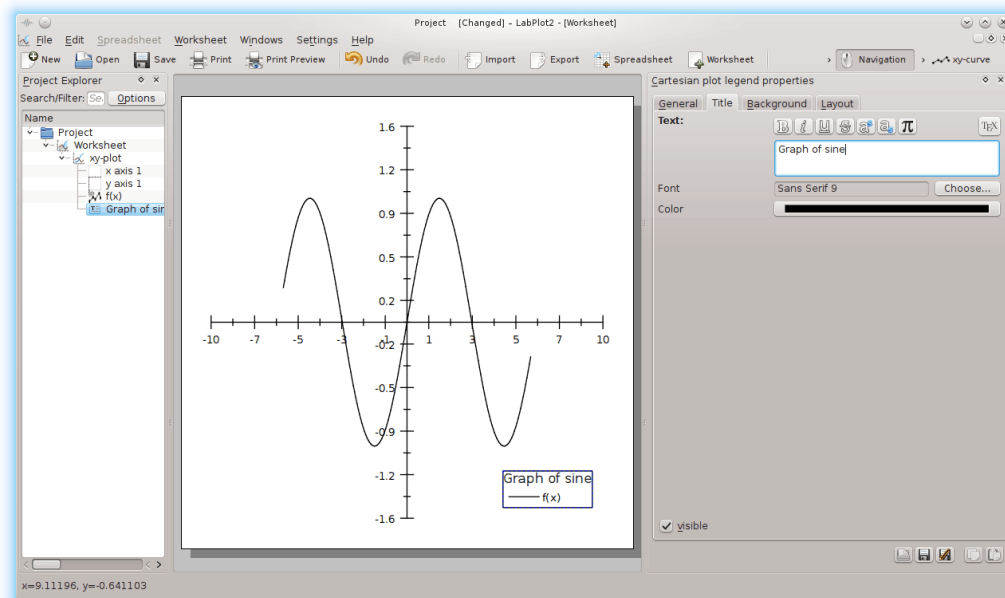 Project [Changed] – LabPlot2 - [Worksheet]
File Edit Spreadsheet Worksheet Windows Settings Help
New Open Save Print Print Preview Undo Redo Import Export Spreadsheet Worksheet Navigation xy-curve
Project Explorer
Search/Filter: Se Options
Name
Project
Worksheet
xy-plot
x axis 1
y axis 1
f(x)
Graph of sin
1.6
1.2
0.9
0.5
0.2
-10 -7 -5 -3 -1 1 3 5 7 10
-0.2
-0.5
-0.9
-1.2
-1.6
Graph of sine
f(x)
Cartesian plot legend properties
General Title Background Layout
Text:
B i U S a a π TEX
Graph of sine
Font Sans Serif 9 Choose...
Color
visible
x=9.11196, y=-0.641103